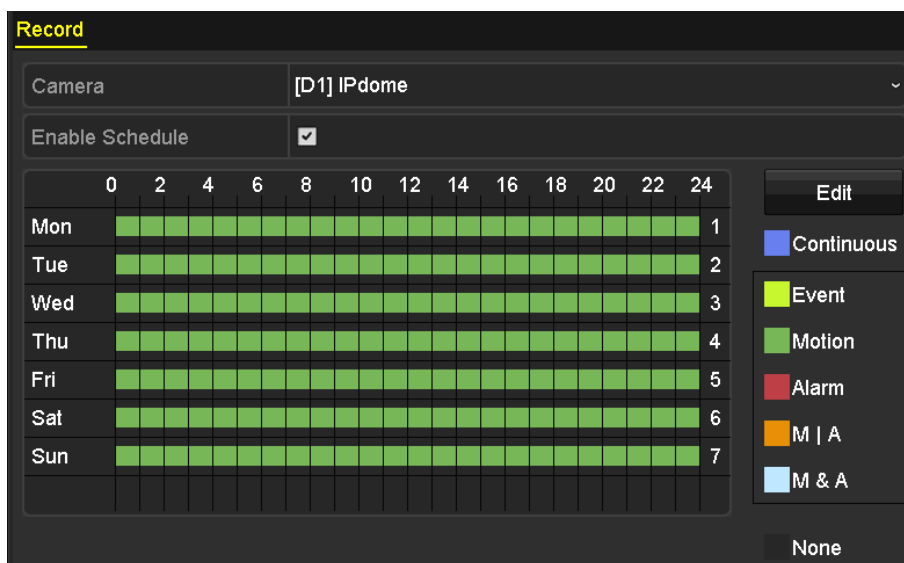 Record
Camera [D1] IPdome
Enable Schedule
0 2 4 6 8 10 12 14 16 18 20 22 24
Edit
Mon 1
Continuous
Tue 2
Event
Wed 3
Thu 4
Motion
Fri 5
Alarm
Sat 6
M | A
Sun 7
M & A
None